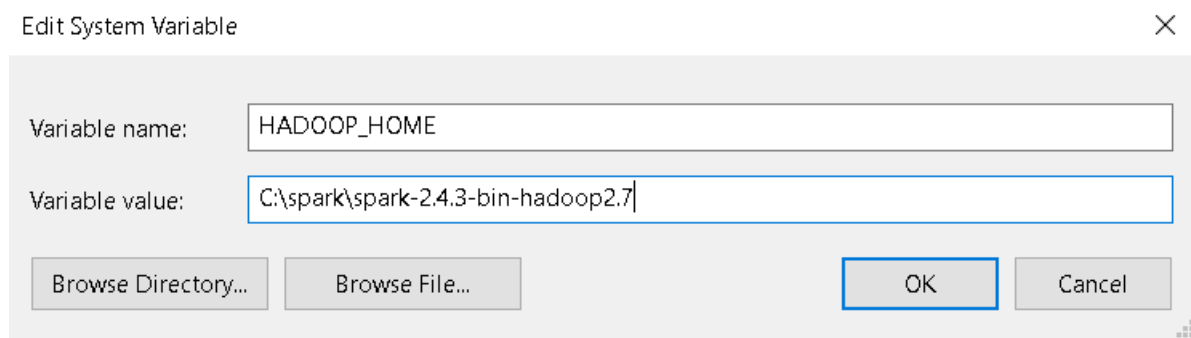 Edit System Variable
Variable name:
HADOOP_HOME
Variable value:
C:\spark\spark-2.4.3-bin-hadoop2.7
Browse Directory...
Browse File...
OK
Cancel